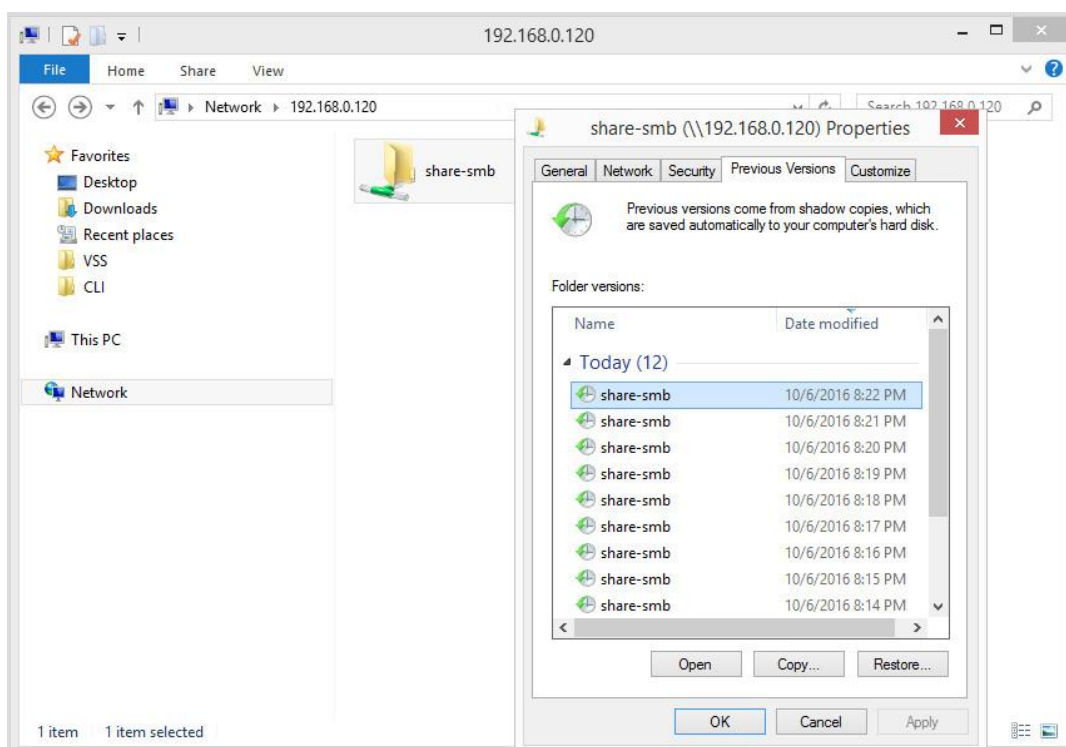 192.168.0.120
File Home Share View
Network 192.168.0.120
Search 192.168.0.120
Favorites
Desktop
Downloads
Recent places
VSS
CLI
This PC
Network
share-smb
1 item 1 item selected
share-smb (\\192.168.0.120) Properties
General Network Security Previous Versions Customize
Previous versions come from shadow copies, which
are saved automatically to your computer's hard disk.
Folder versions:
Name Date modified
Today (12)
share-smb 10/6/2016 8:22 PM
share-smb 10/6/2016 8:21 PM
share-smb 10/6/2016 8:20 PM
share-smb 10/6/2016 8:19 PM
share-smb 10/6/2016 8:18 PM
share-smb 10/6/2016 8:17 PM
share-smb 10/6/2016 8:16 PM
share-smb 10/6/2016 8:15 PM
share-smb 10/6/2016 8:14 PM
Open Copy... Restore...
OK Cancel Apply